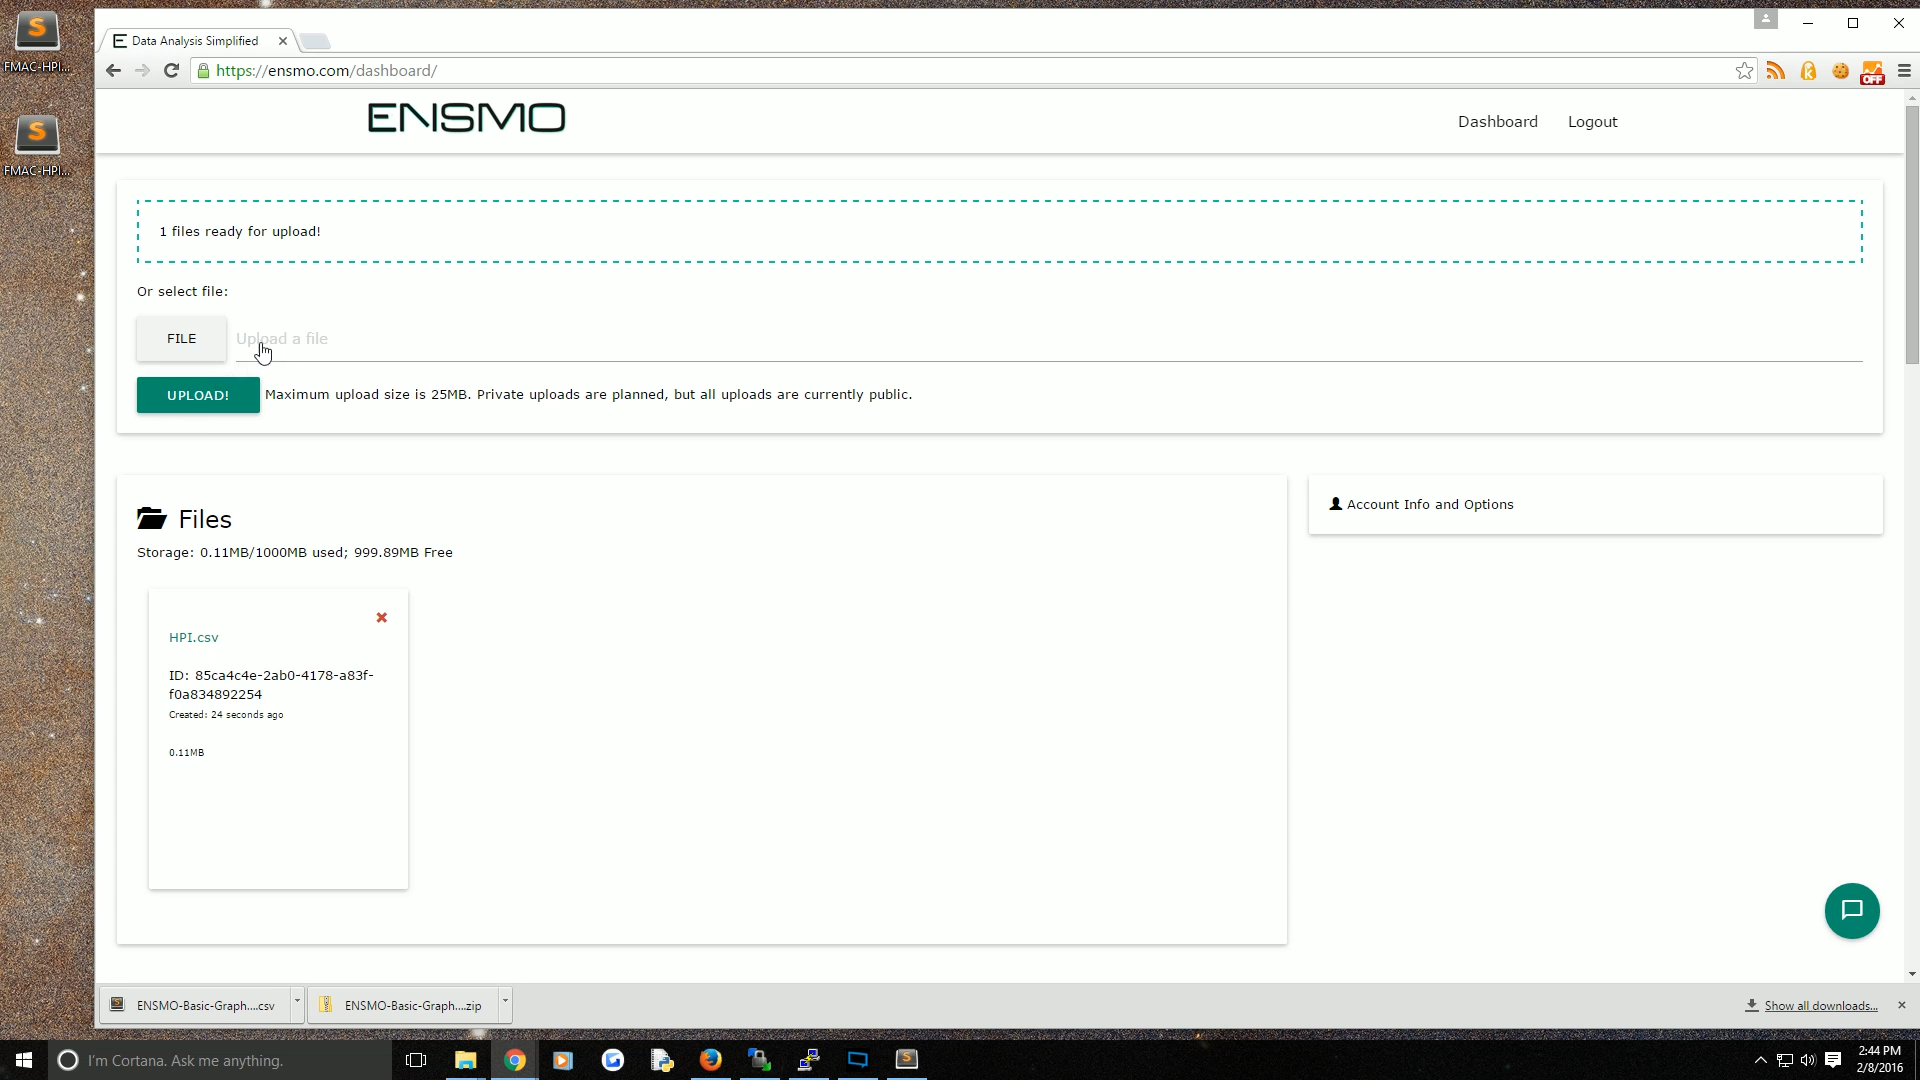 FMAC-HPI...
FMAC-HPI...
Data Analysis Simplified
https://ensmo.com/dashboard/
OFF
ENSMO
Dashboard
Logout
1 files ready for upload!
Or select file:
FILE
Upload a file
UPLOAD!
Maximum upload size is 25MB. Private uploads are planned, but all uploads are currently public.
Files
Storage: 0.11MB/1000MB used; 999.89MB Free
Account Info and Options
HPI.csv
ID: 85ca4c4e-2ab0-4178-a83f-
f0a834892254
Created: 24 seconds ago
0.11MB
ENSMO-Basic-Graph....csv
ENSMO-Basic-Graph....zip
Show all downloads...
I'm Cortana. Ask me anything.
2:44 PM
2/8/2016